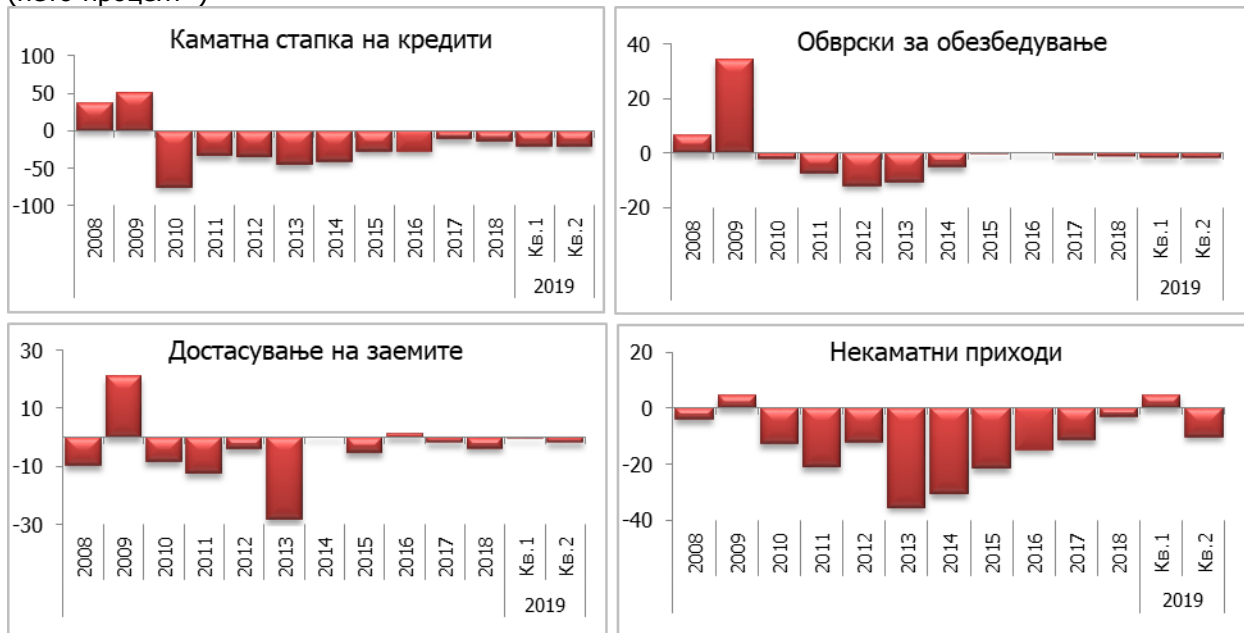 (нето процент*)
Каматна стапка на кредити
100
50
0
-50
-100
2008 2009 2010 2011 2012 2013 2014 2015 2016 2017 2018 Кв.1 Кв.2
2019
Обврски за обезбедување
40
20
0
-20
2008 2009 2010 2011 2012 2013 2014 2015 2016 2017 2018 Кв.1 Кв.2
2019
Достасување на заемите
30
10
-10
-30
2008 2009 2010 2011 2012 2013 2014 2015 2016 2017 2018 Кв.1 Кв.2
2019
Некаматни приходи
20
0
-20
-40
2008 2009 2010 2011 2012 2013 2014 2015 2016 2017 2018 Кв.1 Кв.2
2019